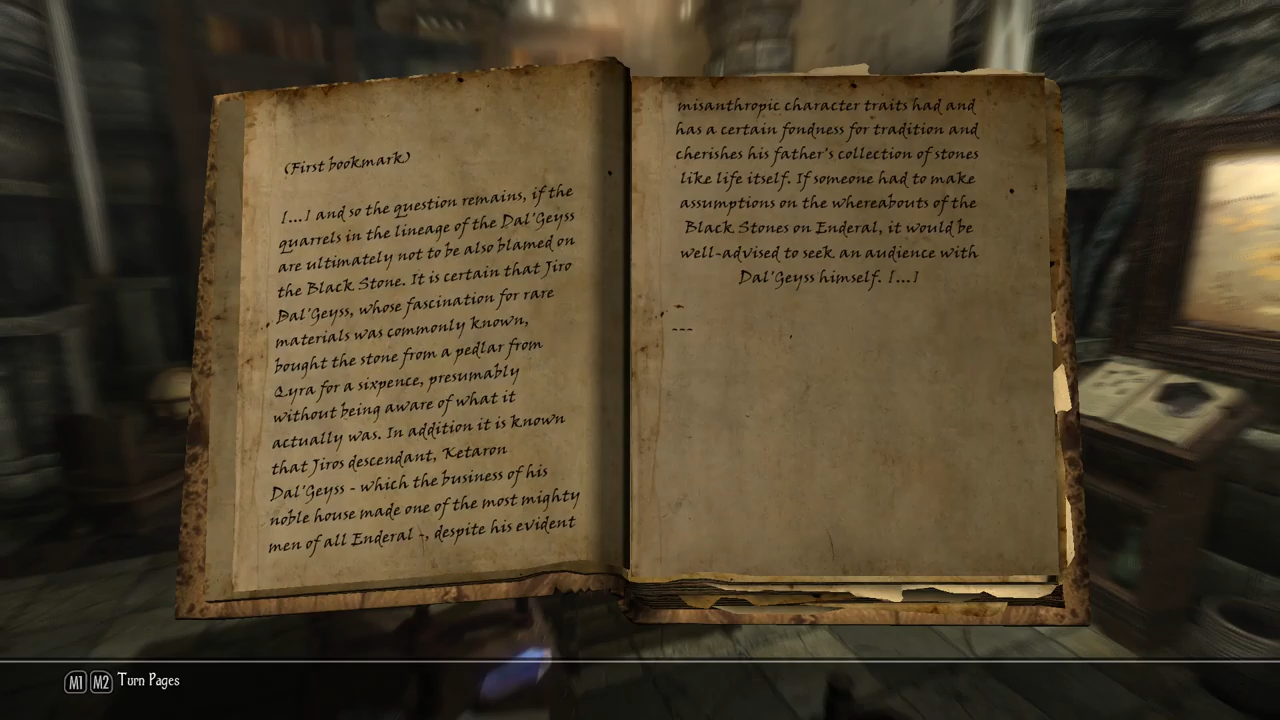 (First bookmark)
[...] and so the question remains, if the
quarrels in the lineage of the Dal'Geyss
are ultimately not to be also blamed on
the Black Stone. It is certain that Jiro
Dal'Geyss, whose fascination for rare
materials was commonly known,
bought the stone from a pedlar from
Qyra for a sixpence, presumably
without being aware of what it
actually was. In addition it is known
that Jiros descendant, Ketaron
Dal'Geyss - which the business of his
noble house made one of the most mighty
men of all Enderal -, despite his evident
misanthropic character traits had and
has a certain fondness for tradition and
cherishes his father's collection of stones
like life itself. If someone had to make
assumptions on the whereabouts of the
Black Stones on Enderal, it would be
well-advised to seek an audience with
Dal'Geyss himself. [...]
---
M1 M2 Turn Pages